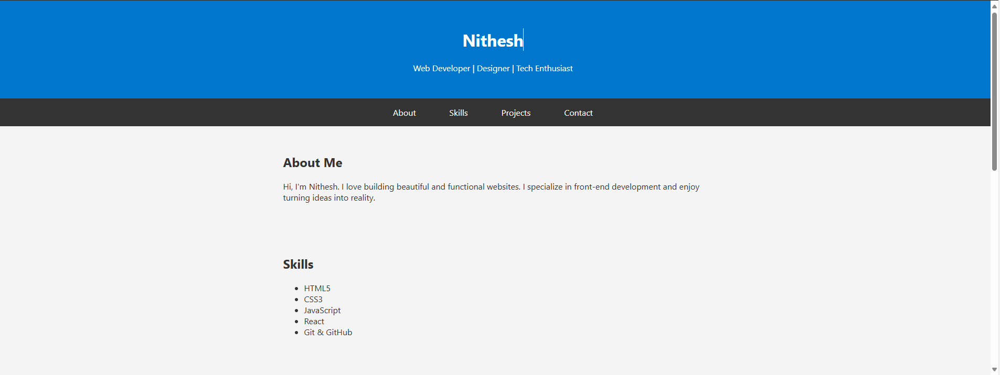 Nithesh
Web Developer | Designer | Tech Enthusiast
About Skills Projects Contact
About Me
Hi, I'm Nithesh. I love building beautiful and functional websites. I specialize in front-end development and enjoy
turning ideas into reality.
Skills
HTML5
CSS3
JavaScript
React
Git & GitHub